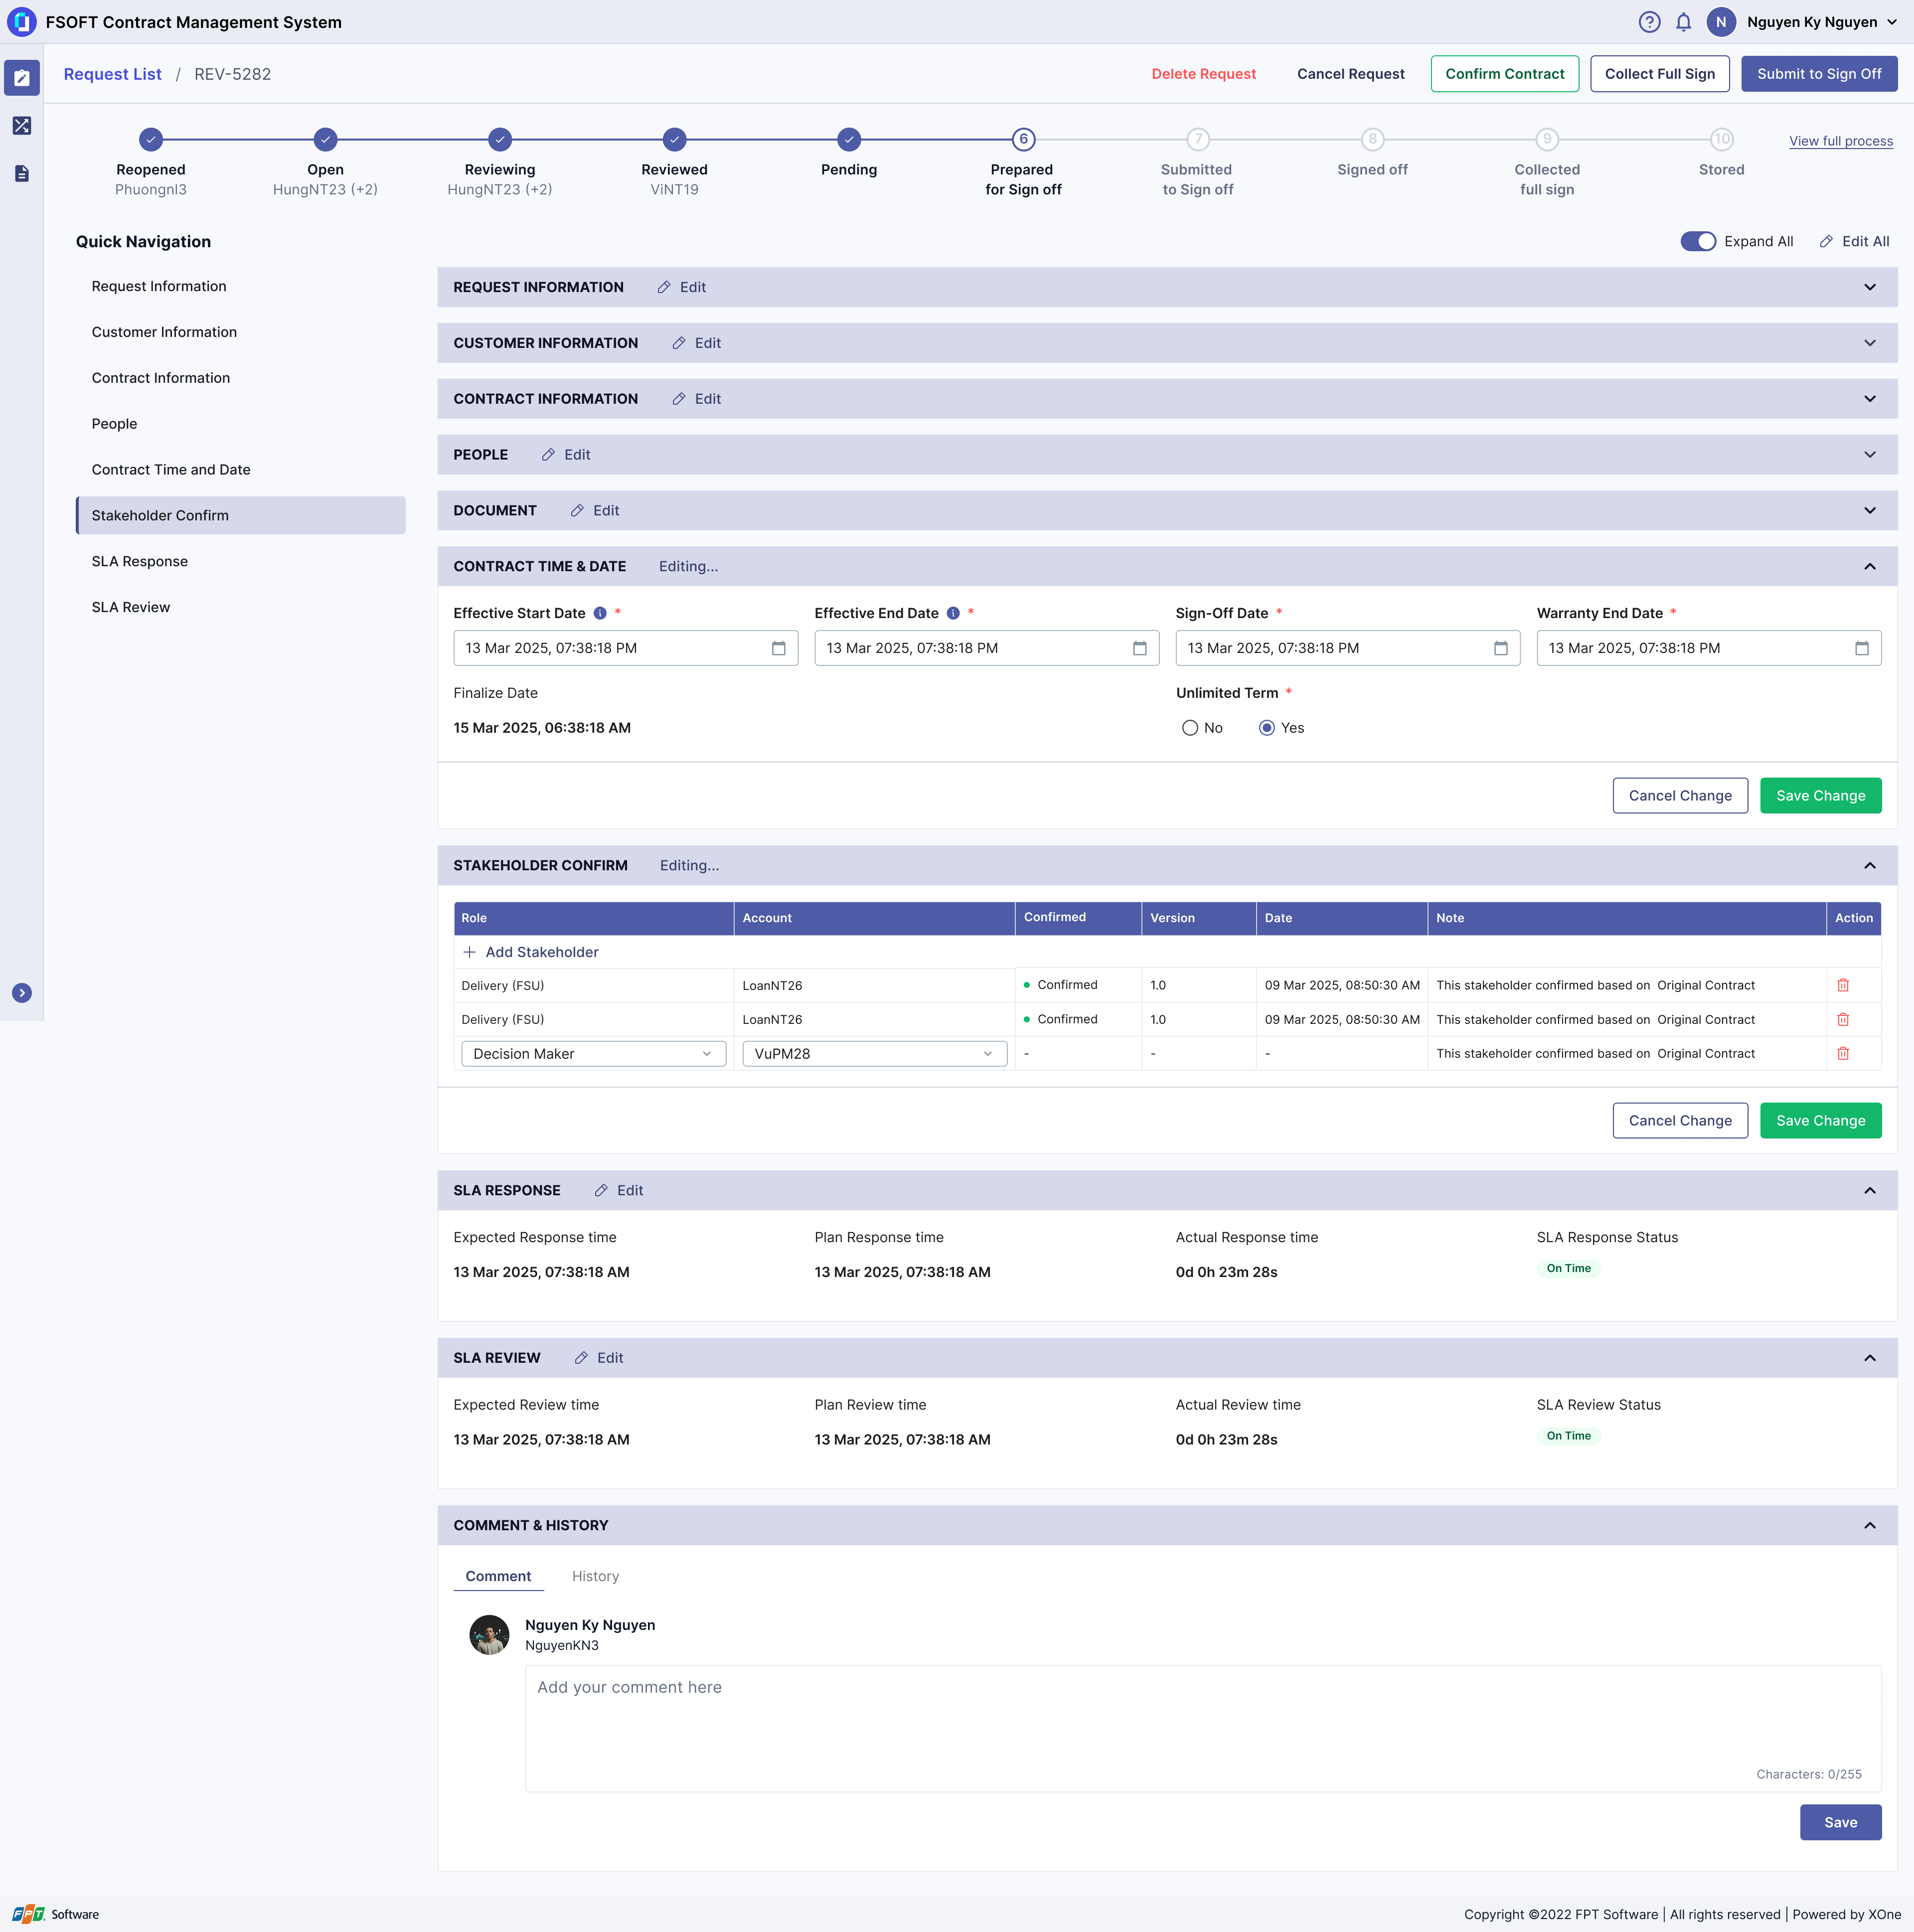 FSOFT Contract Management System
N
Nguyen Ky Nguyen
Request List / REV-5282
Delete Request
Cancel Request
Confirm Contract
Collect Full Sign
Submit to Sign Off
6
7
8
9
10
View full process
Reopened
Phuongnl3
Open
HungNT23 (+2)
Reviewing
HungNT23 (+2)
Reviewed
ViNT19
Pending
Prepared
for Sign off
Submitted
to Sign off
Signed off
Collected
full sign
Stored
Quick Navigation
Request Information
Customer Information
Contract Information
People
Contract Time and Date
Stakeholder Confirm
SLA Response
SLA Review
Expand All
Edit All
REQUEST INFORMATION Edit
CUSTOMER INFORMATION Edit
CONTRACT INFORMATION Edit
PEOPLE Edit
DOCUMENT Edit
CONTRACT TIME & DATE Editing...
Effective Start Date *
13 Mar 2025, 07:38:18 PM
Effective End Date *
13 Mar 2025, 07:38:18 PM
Sign-Off Date *
13 Mar 2025, 07:38:18 PM
Warranty End Date *
13 Mar 2025, 07:38:18 PM
Finalize Date
15 Mar 2025, 06:38:18 AM
Unlimited Term *
No Yes
Cancel Change
Save Change
STAKEHOLDER CONFIRM Editing...
Role Account Confirmed Version Date Note Action
+ Add Stakeholder
Delivery (FSU) LoanNT26 Confirmed 1.0 09 Mar 2025, 08:50:30 AM This stakeholder confirmed based on Original Contract
Delivery (FSU) LoanNT26 Confirmed 1.0 09 Mar 2025, 08:50:30 AM This stakeholder confirmed based on Original Contract
Decision Maker VuPM28 - - - This stakeholder confirmed based on Original Contract
Cancel Change
Save Change
SLA RESPONSE Edit
Expected Response time
13 Mar 2025, 07:38:18 AM
Plan Response time
13 Mar 2025, 07:38:18 AM
Actual Response time
0d 0h 23m 28s
SLA Response Status
On Time
SLA REVIEW Edit
Expected Review time
13 Mar 2025, 07:38:18 AM
Plan Review time
13 Mar 2025, 07:38:18 AM
Actual Review time
0d 0h 23m 28s
SLA Review Status
On Time
COMMENT & HISTORY
Comment History
Nguyen Ky Nguyen
NguyenKN3
Add your comment here
Characters: 0/255
Save
FPT Software
Copyright ©2022 FPT Software | All rights reserved | Powered by XOne